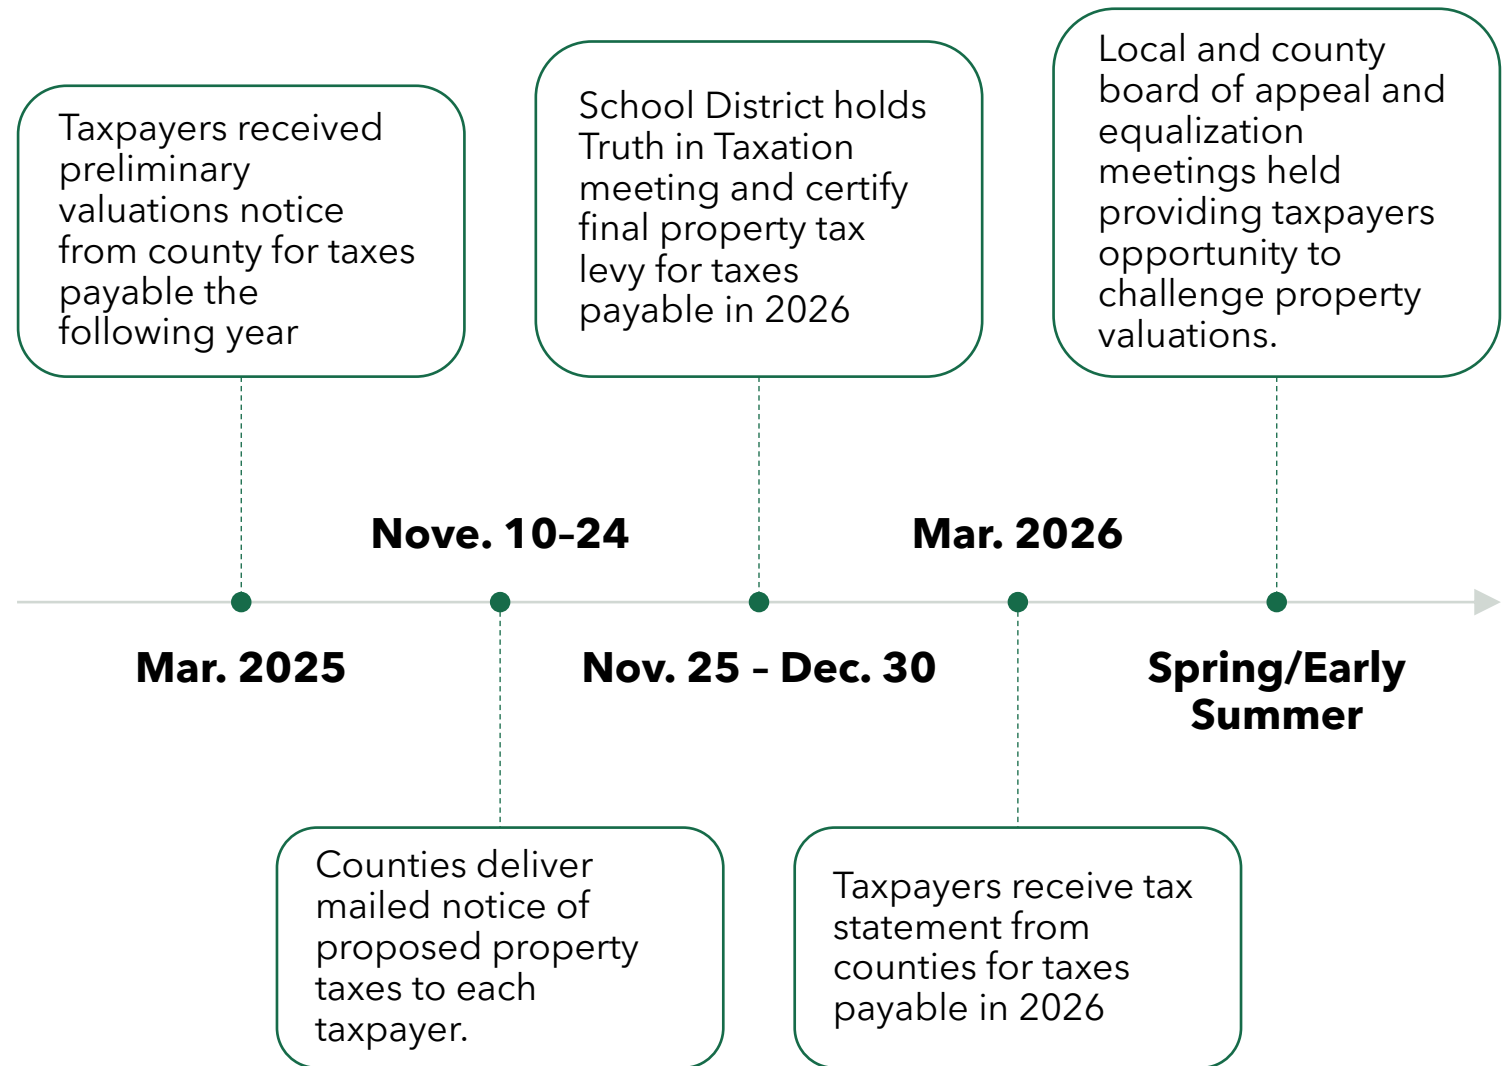 Taxpayers received
preliminary
valuations notice
from county for taxes
payable the
following year
School District holds
Truth in Taxation
meeting and certify
final property tax
levy for taxes
payable in 2026
Local and county
board of appeal and
equalization
meetings held
providing taxpayers
opportunity to
challenge property
valuations.
Nove. 10–24
Mar. 2026
Mar. 2025
Nov. 25 – Dec. 30
Spring/Early
Summer
Counties deliver
mailed notice of
proposed property
taxes to each
taxpayer.
Taxpayers receive tax
statement from
counties for taxes
payable in 2026